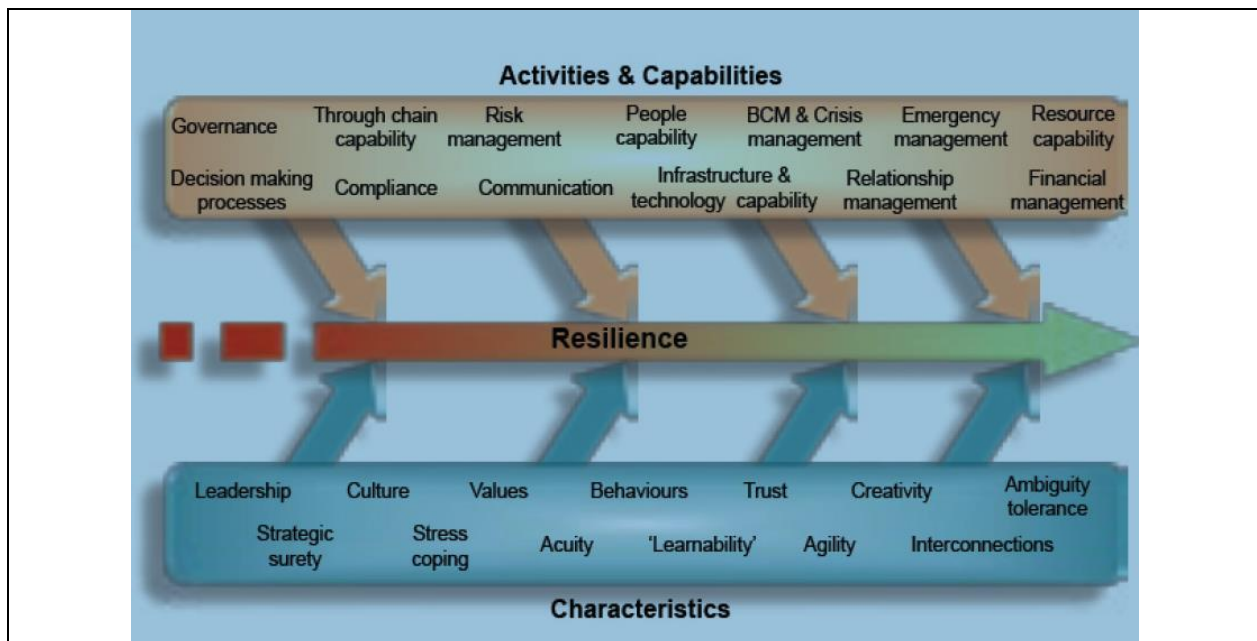 Activities & Capabilities
Governance
Through chain
capability
Risk
management
People
capability
BCM & Crisis
management
Emergency
management
Resource
capability
Decision making
processes
Compliance
Communication
Infrastructure &
technology capability
Relationship
management
Financial
management
Resilience
Leadership
Culture
Values
Behaviours
Trust
Creativity
Ambiguity
tolerance
Strategic
surety
Stress
coping
Acuity
'Learnability'
Agility
Interconnections
Characteristics